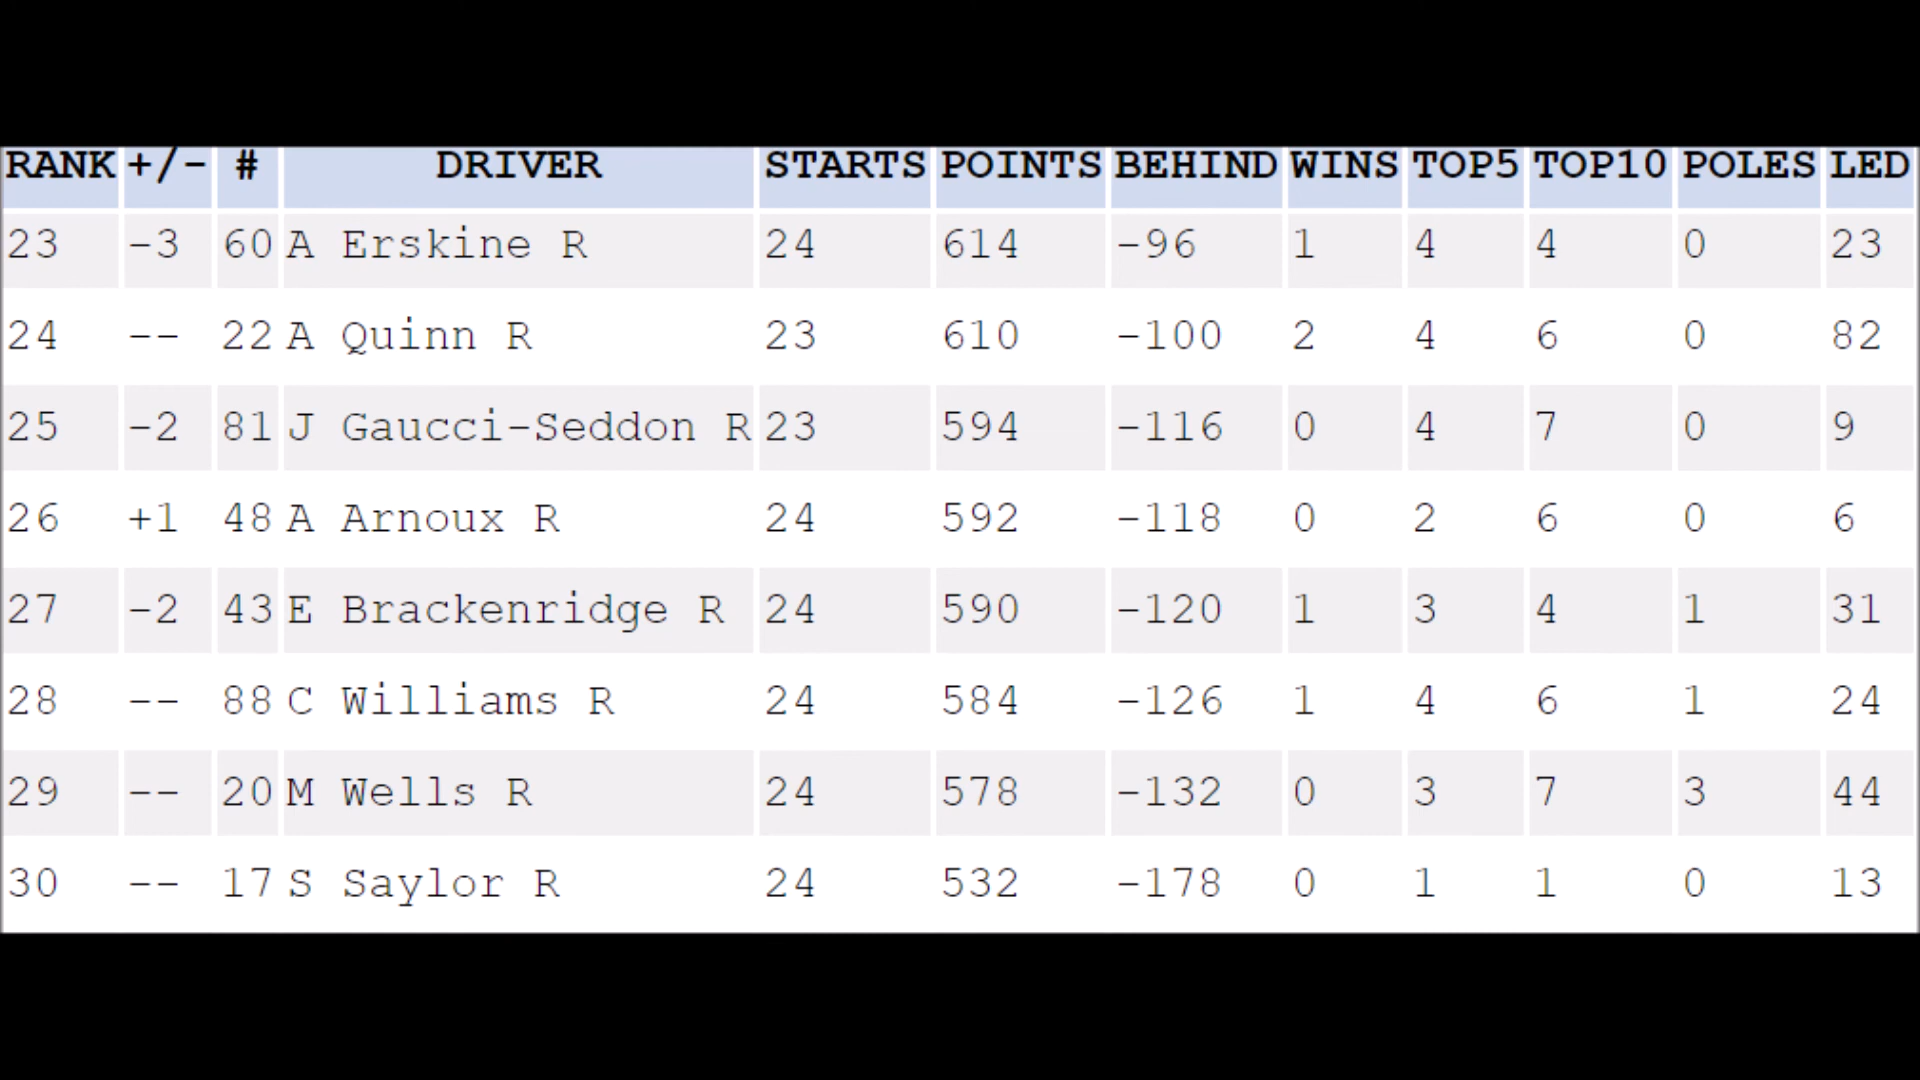 RANK +/- # DRIVER STARTS POINTS BEHIND WINS TOP5 TOP10 POLES LED
23 -3 60 A Erskine R 24 614 -96 1 4 4 0 23
24 -- 22 A Quinn R 23 610 -100 2 4 6 0 82
25 -2 81 J Gaucci-Seddon R 23 594 -116 0 4 7 0 9
26 +1 48 A Arnoux R 24 592 -118 0 2 6 0 6
27 -2 43 E Brackenridge R 24 590 -120 1 3 4 1 31
28 -- 88 C Williams R 24 584 -126 1 4 6 1 24
29 -- 20 M Wells R 24 578 -132 0 3 7 3 44
30 -- 17 S Saylor R 24 532 -178 0 1 1 0 13